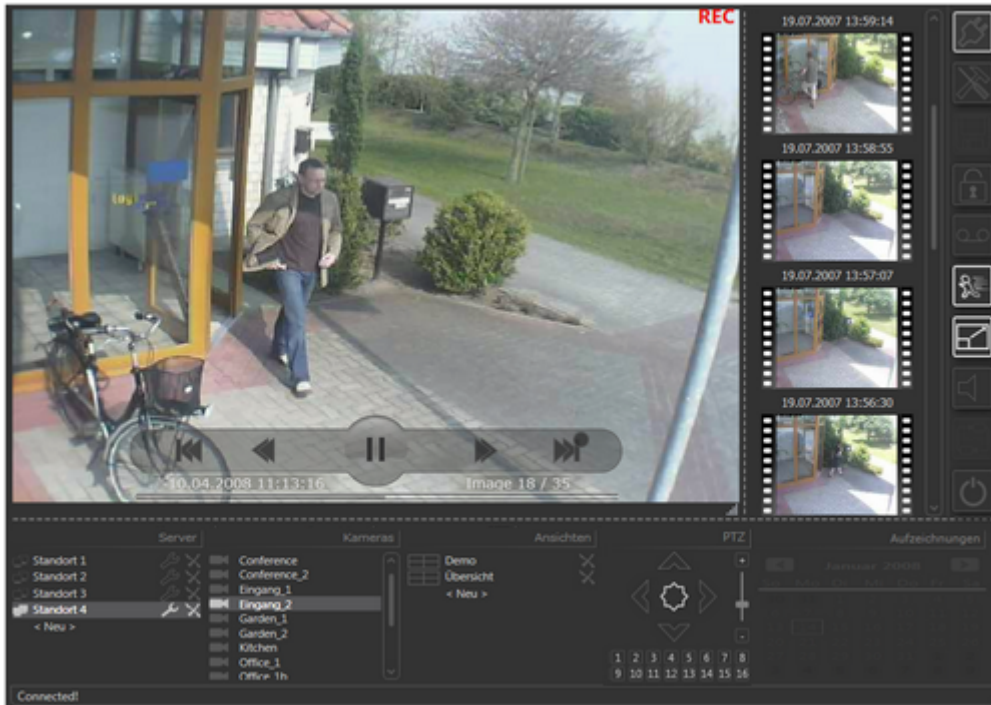 REC
19.07.2007 13:59:14
19.07.2007 13:58:55
19.07.2007 13:57:07
19.07.2007 13:56:30
10.04.2008 11:13:16
Image 18 / 35
Server
Standort 1
Standort 2
Standort 3
Standort 4
< Neu >
Kameras
Conference
Conference_2
Eingang_1
Eingang_2
Garden_1
Garden_2
Kitchen
Office_1
Office_1b
Ansichten
Demo
Übersicht
< Neu >
PTZ
+
-
1 2 3 4 5 6 7 8
9 10 11 12 13 14 15 16
Aufzeichnungen
Januar 2008
Connected!